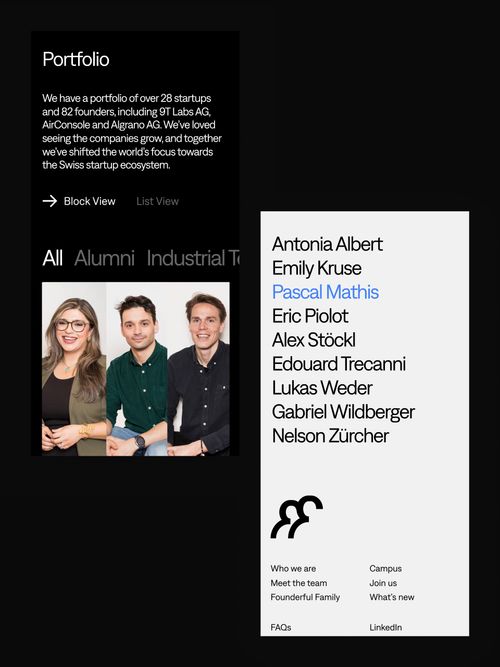 Portfolio
We have a portfolio of over 28 startups
and 82 founders, including 9T Labs AG,
AirConsole and Algrano AG. We've loved
seeing the companies grow, and together
we've shifted the world's focus towards
the Swiss startup ecosystem.
Block View List View
All Alumni Industrial Te
Antonia Albert
Emily Kruse
Pascal Mathis
Eric Piolot
Alex Stöckl
Edouard Trecanni
Lukas Weder
Gabriel Wildberger
Nelson Zürcher
Who we are Campus
Meet the team Join us
Founderful Family What's new
FAQs LinkedIn